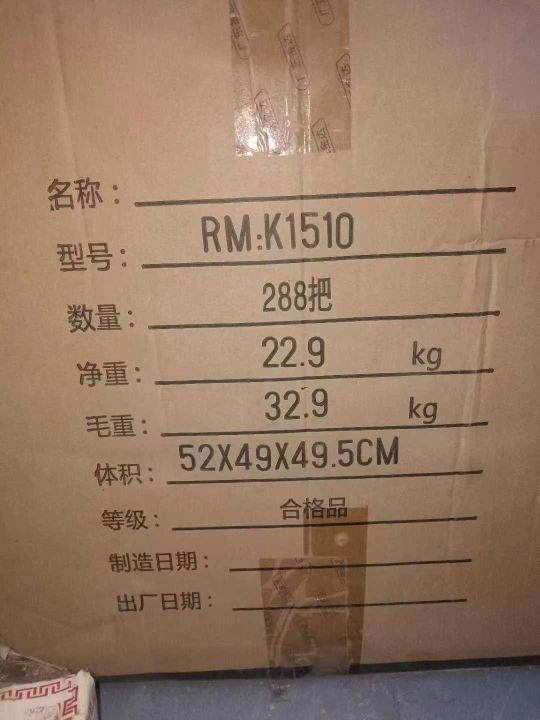 名称：
型号： RM:K1510
数量： 288把
净重： 22.9 kg
毛重： 32.9 kg
体积： 52X49X49.5CM
等级： 合格品
制造日期：
出厂日期：